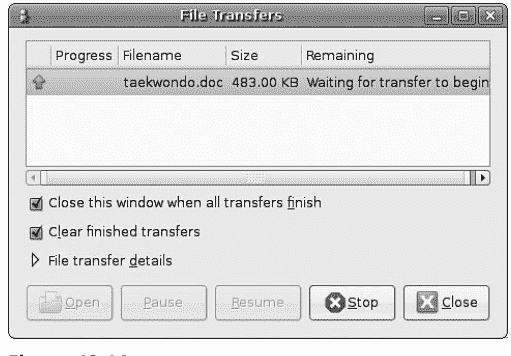 File Transfers
Progress Filename Size Remaining
taekwondo.doc 483.00 KB Waiting for transfer to begin
Close this window when all transfers finish
Clear finished transfers
File transfer details
Open Pause Resume Stop Close